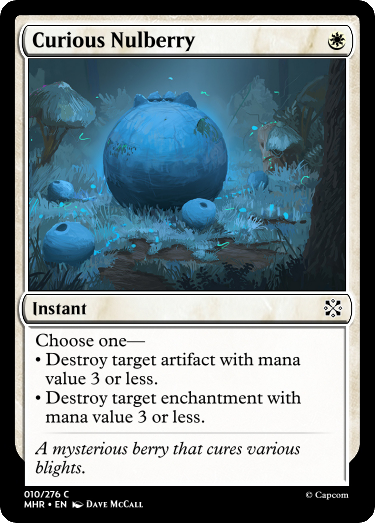 Curious Nulberry
Instant
Choose one—
• Destroy target artifact with mana
value 3 or less.
• Destroy target enchantment with
mana value 3 or less.
A mysterious berry that cures various
blights.
010/276 C
MHR • EN DAVE MCCALL
© Capcom